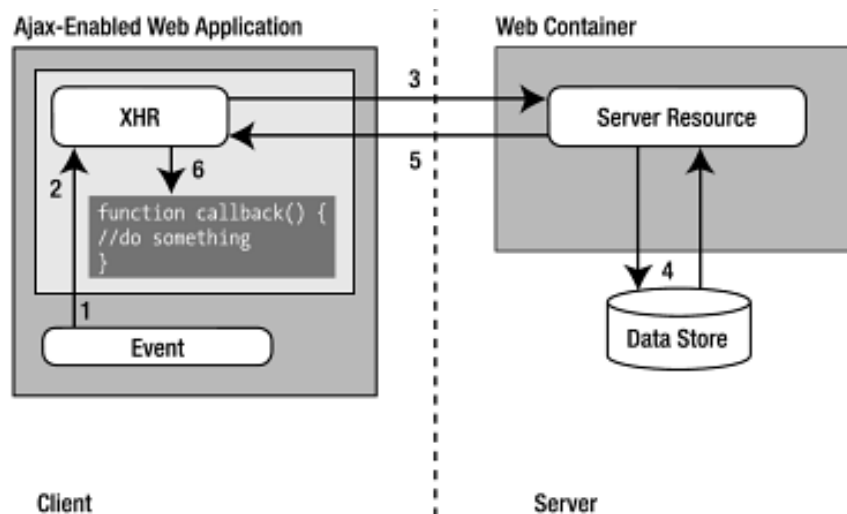 Ajax-Enabled Web Application
Web Container
3
XHR
Server Resource
5
2
6
function callback() {
//do something
}
4
1
Event
Data Store
Client
Server